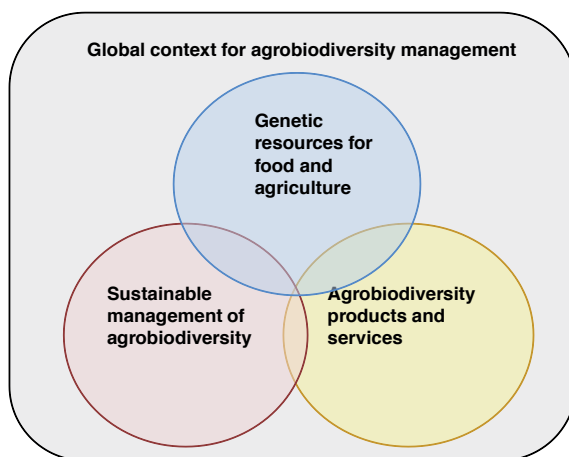 Global context for agrobiodiversity management
Genetic
resources for
food and
agriculture
Sustainable
management of
agrobiodiversity
Agrobiodiversity
products and
services